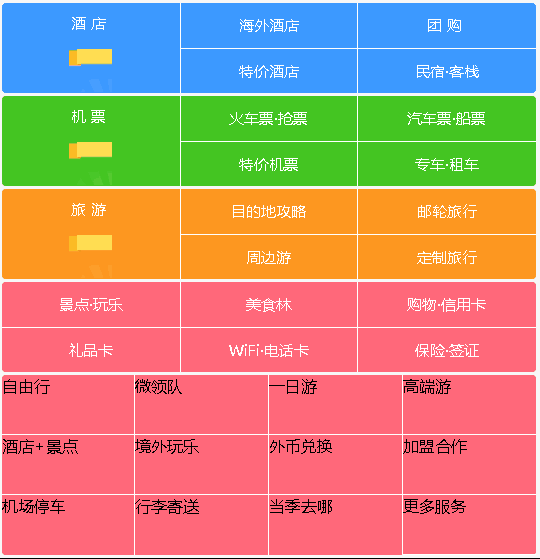 酒 店
海外酒店
团 购
特价酒店
民宿·客栈
机 票
火车票·抢票
汽车票·船票
特价机票
专车·租车
旅 游
目的地攻略
邮轮旅行
周边游
定制旅行
景点·玩乐
美食林
购物·信用卡
礼品卡
WiFi·电话卡
保险·签证
自由行
微领队
一日游
高端游
酒店+景点
境外玩乐
外币兑换
加盟合作
机场停车
行李寄送
当季去哪
更多服务